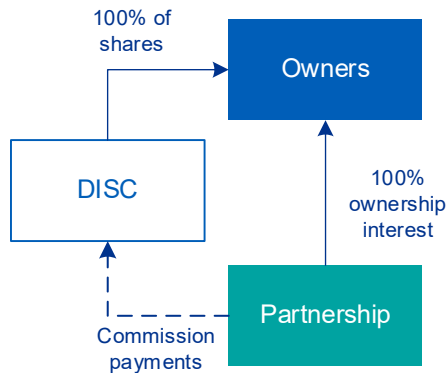 100% of
shares
Owners
DISC
100%
ownership
interest
Partnership
Commission
payments